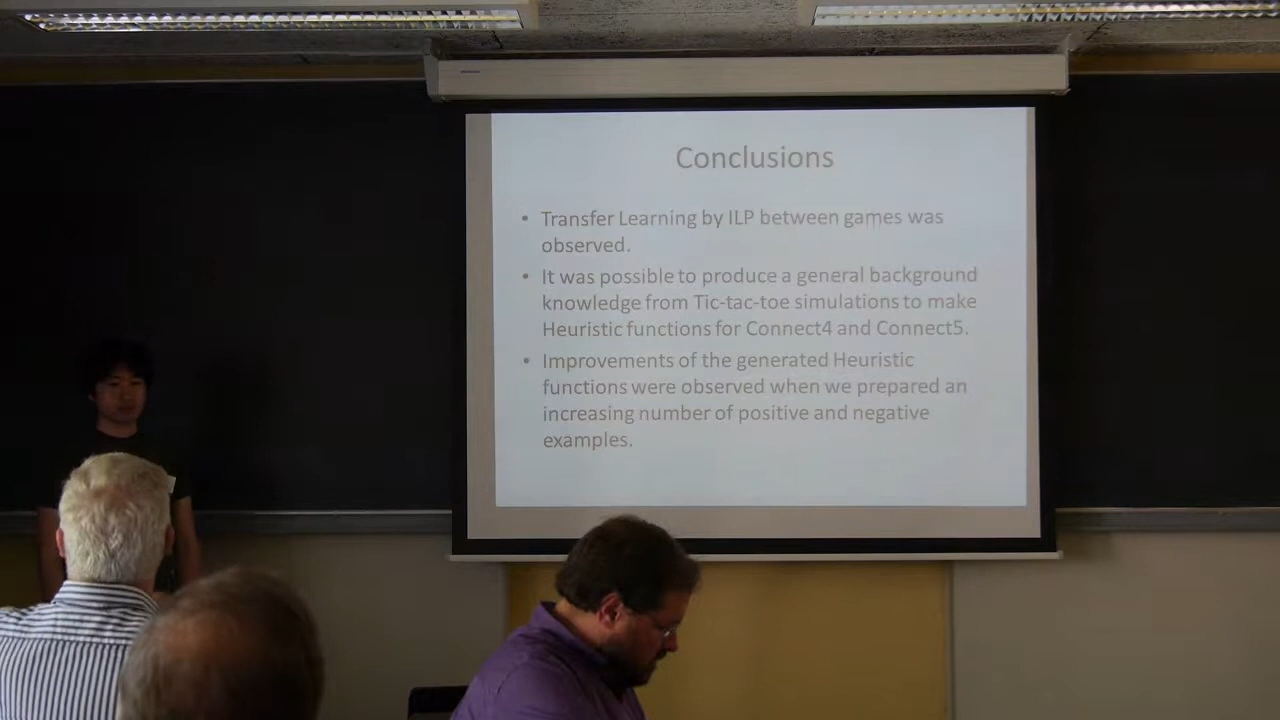 Conclusions
• Transfer Learning by ILP between games was
observed.
• It was possible to produce a general background
knowledge from Tic-tac-toe simulations to make
Heuristic functions for Connect4 and Connect5.
• Improvements of the generated Heuristic
functions were observed when we prepared an
increasing number of positive and negative
examples.